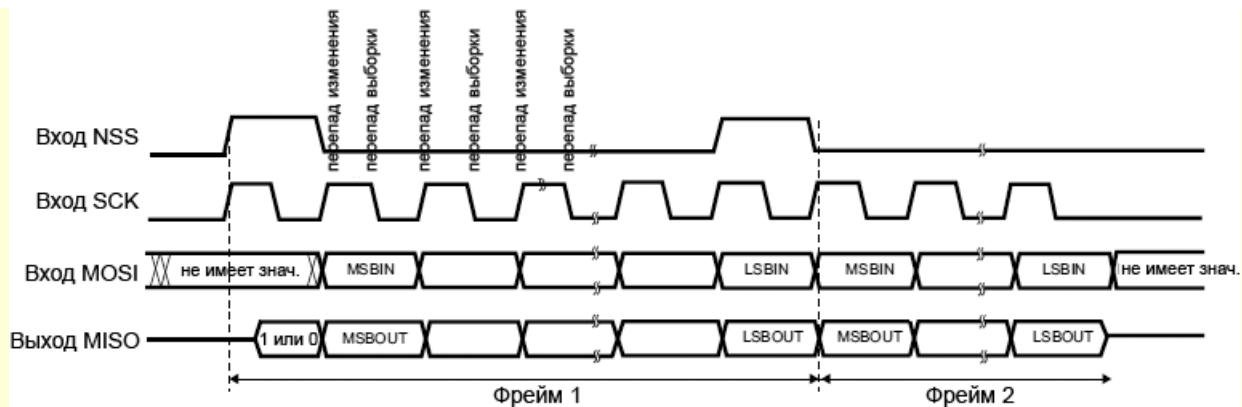 перепад изменения
перепад выборки
перепад изменения
перепад выборки
перепад изменения
перепад выборки
Вход NSS
Вход SCK
Вход MOSI
не имеет знач.
MSBIN
LSBIN
MSBIN
LSBIN
не имеет знач.
Выход MISO
1 или 0
MSBOUT
LSBOUT
MSBOUT
LSBOUT
Фрейм 1
Фрейм 2